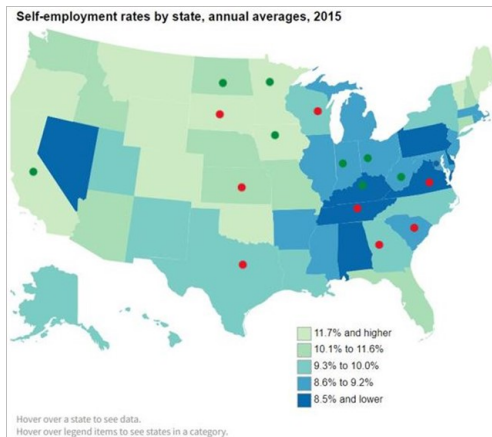 Self-employment rates by state, annual averages, 2015
11.7% and higher
10.1% to 11.6%
9.3% to 10.0%
8.6% to 9.2%
8.5% and lower
Hover over a state to see data.
Hover over legend items to see states in a category.